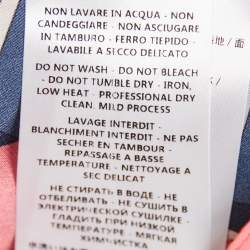 NON LAVARE IN ACQUA - NON
CANDEGGIARE - NON ASCIUGARE
IN TAMBURO - FERRO TIEPIDO -
LAVABILE A SECCO DELICATO
DO NOT WASH - DO NOT BLEACH
- DO NOT TUMBLE DRY - IRON,
LOW HEAT - PROFESSIONAL DRY
CLEAN. MILD PROCESS
LAVAGE INTERDIT -
BLANCHIMENT INTERDIT - NE PAS
SECHER EN TAMBOUR -
REPASSAGE A BASSE
TEMPERATURE - NETTOYAGE A
SEC DELICAT
НЕ СТИРАТЬ В ВОДЕ - НЕ
ОТБЕЛИВАТЬ - НЕ СУШИТЬ В
ЭЛЕКТРИЧЕСКОЙ СУШИЛКЕ -
ГЛАДИТЬ ПРИ НИЗКОЙ
ТЕМПЕРАТУРЕ - МЯГКАЯ
ХИМЧИСТКА
地 / 面